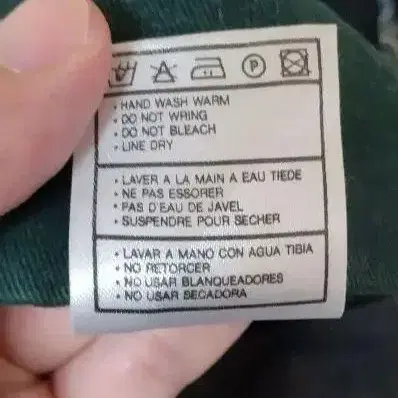 P
• HAND WASH WARM
• DO NOT WRING
• DO NOT BLEACH
• LINE DRY
• LAVER A LA MAIN A EAU TIEDE
• NE PAS ESSORER
• PAS D'EAU DE JAVEL
• SUSPENDRE POUR SECHER
• LAVAR A MANO CON AGUA TIBIA
• NO RETORCER
• NO USAR BLANQUEADORES
• NO USAR SECADORA